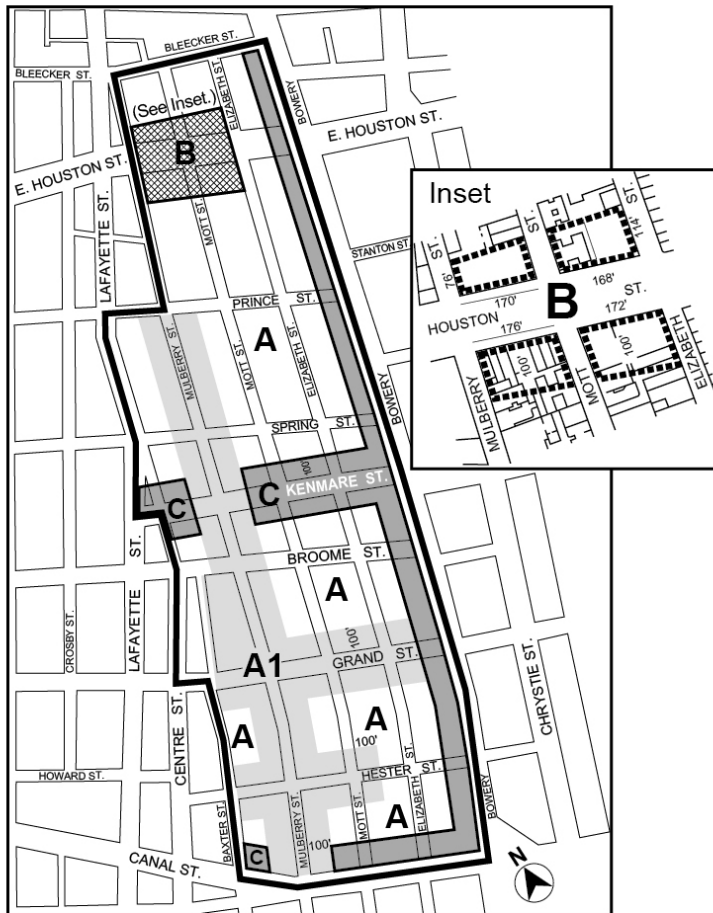 BLEECKER ST.
BLEECKER ST.
ELIZABETH ST.
BOWERY
(See Inset.)
E. HOUSTON ST.
E. HOUSTON ST.
B
LAFAYETTE ST.
MOTT ST.
STANTON ST.
PRINCE ST.
MULBERRY ST.
A
MOTT ST.
ELIZABETH ST.
BOWERY
SPRING ST.
100'
C
C
KENMARE ST.
BROOME ST.
A
CROSBY ST.
LAFAYETTE ST.
100'
A1
GRAND ST.
CHRYSTIE ST.
CENTRE ST.
A
A
100'
HOWARD ST.
HESTER ST.
BAXTER ST.
MULBERRY ST.
100'
MOTT ST.
A
ELIZABETH ST.
BOWERY
C
CANAL ST.
N
Inset
76'
ST.
ST.
114'
ST.
170'
168'
B
HOUSTON ST.
176'
172'
100'
100'
MULBERRY
MOTT
ELIZABETH